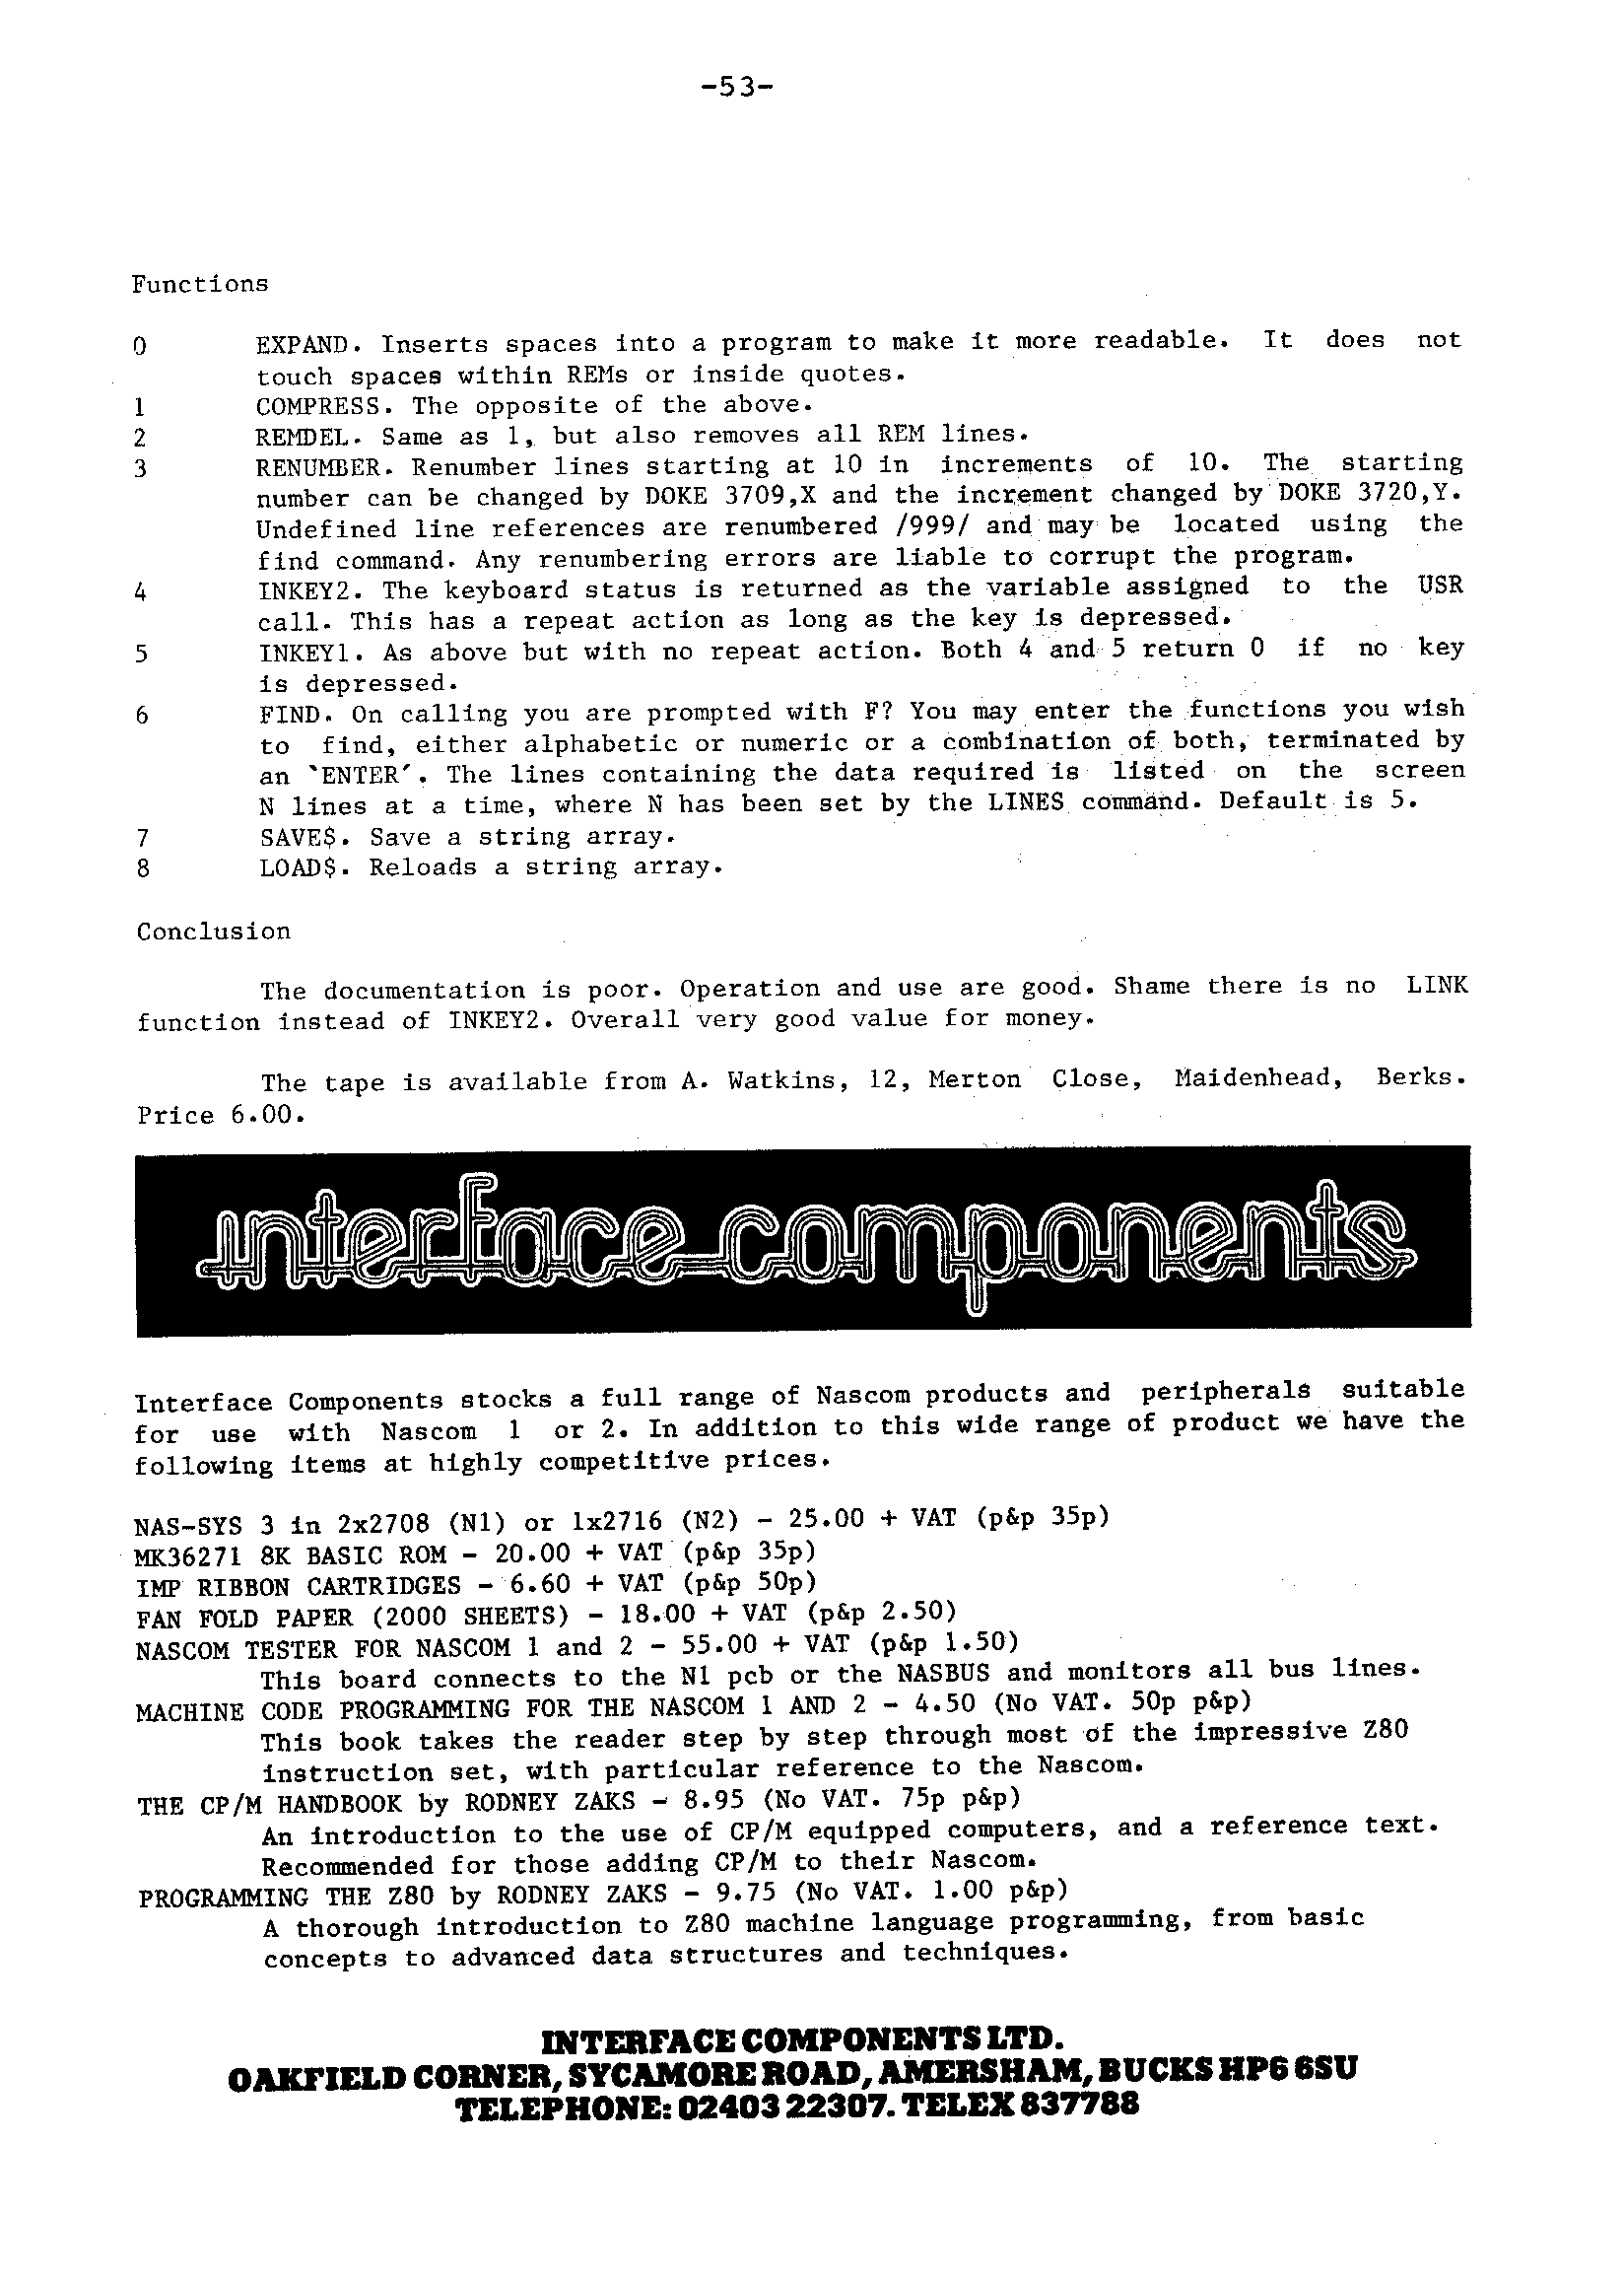 -53-
Functions
0 EXPAND. Inserts spaces into a program to make it more readable. It does not
touch spaces within REMs or inside quotes.
1 COMPRESS. The opposite of the above.
2 REMDEL. Same as 1, but also removes all REM lines.
3 RENUMBER. Renumber lines starting at 10 in increments of 10. The starting
number can be changed by DOKE 3709,X and the increment changed by DOKE 3720,Y.
Undefined line references are renumbered /999/ and may be located using the
find command. Any renumbering errors are liable to corrupt the program.
4 INKEY2. The keyboard status is returned as the variable assigned to the USR
call. This has a repeat action as long as the key is depressed.
5 INKEY1. As above but with no repeat action. Both 4 and 5 return 0 if no key
is depressed.
6 FIND. On calling you are prompted with F? You may enter the functions you wish
to find, either alphabetic or numeric or a combination of both, terminated by
an `ENTER'. The lines containing the data required is listed on the screen
N lines at a time, where N has been set by the LINES command. Default is 5.
7 SAVE$. Save a string array.
8 LOAD$. Reloads a string array.
Conclusion
The documentation is poor. Operation and use are good. Shame there is no LINK
function instead of INKEY2. Overall very good value for money.
The tape is available from A. Watkins, 12, Merton Close, Maidenhead, Berks.
Price 6.00.
interface components
Interface Components stocks a full range of Nascom products and peripherals suitable
for use with Nascom 1 or 2. In addition to this wide range of product we have the
following items at highly competitive prices.
NAS-SYS 3 in 2x2708 (N1) or 1x2716 (N2) - 25.00 + VAT (p&p 35p)
MK36271 8K BASIC ROM - 20.00 + VAT (p&p 35p)
IMP RIBBON CARTRIDGES - 6.60 + VAT (p&p 50p)
FAN FOLD PAPER (2000 SHEETS) - 18.00 + VAT (p&p 2.50)
NASCOM TESTER FOR NASCOM 1 and 2 - 55.00 + VAT (p&p 1.50)
This board connects to the N1 pcb or the NASBUS and monitors all bus lines.
MACHINE CODE PROGRAMMING FOR THE NASCOM 1 AND 2 - 4.50 (No VAT. 50p p&p)
This book takes the reader step by step through most of the impressive Z80
instruction set, with particular reference to the Nascom.
THE CP/M HANDBOOK by RODNEY ZAKS - 8.95 (No VAT. 75p p&p)
An introduction to the use of CP/M equipped computers, and a reference text.
Recommended for those adding CP/M to their Nascom.
PROGRAMMING THE Z80 by RODNEY ZAKS - 9.75 (No VAT. 1.00 p&p)
A thorough introduction to Z80 machine language programming, from basic
concepts to advanced data structures and techniques.
INTERFACE COMPONENTS LTD.
OAKFIELD CORNER, SYCAMORE ROAD, AMERSHAM, BUCKS HP6 6SU
TELEPHONE: 02403 22307. TELEX 837788